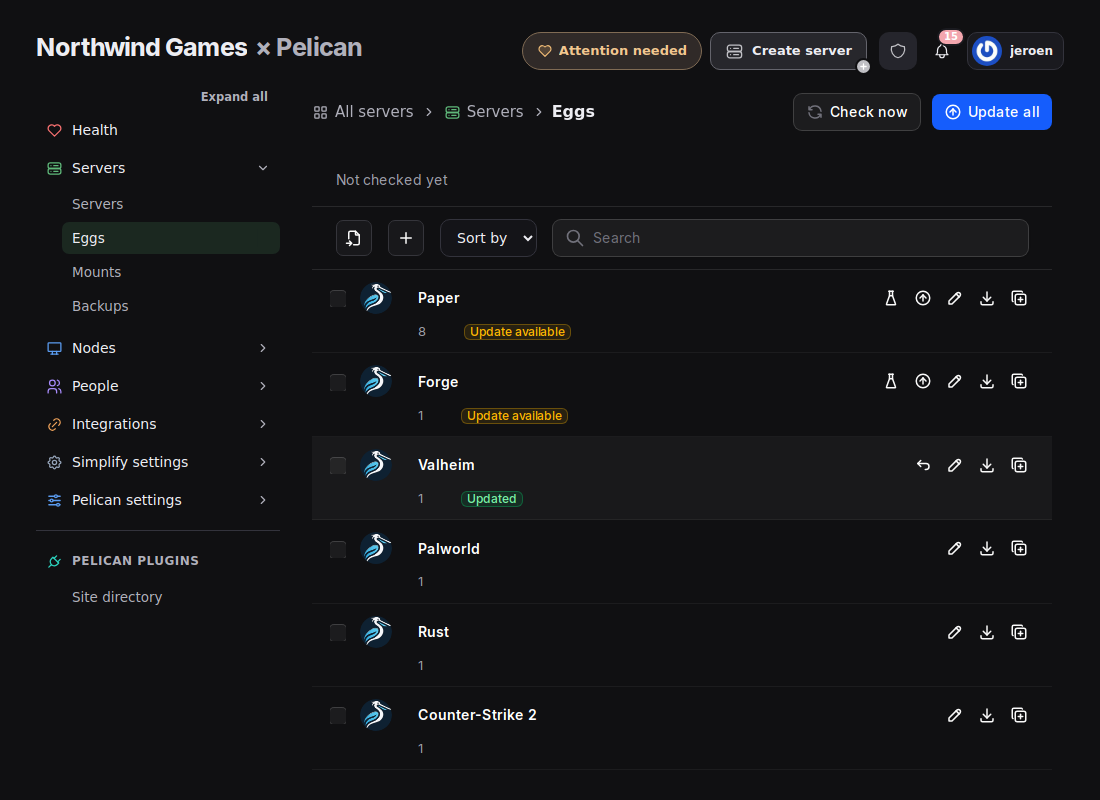 Northwind Games × Pelican
Attention needed
Create server
15
jeroen
Expand all
Health
Servers
Servers
Eggs
Mounts
Backups
Nodes
People
Integrations
Simplify settings
Pelican settings
PELICAN PLUGINS
Site directory
All servers > Servers > Eggs
Check now
Update all
Not checked yet
Sort by
Search
Paper
8 Update available
Forge
1 Update available
Valheim
1 Updated
Palworld
1
Rust
1
Counter-Strike 2
1